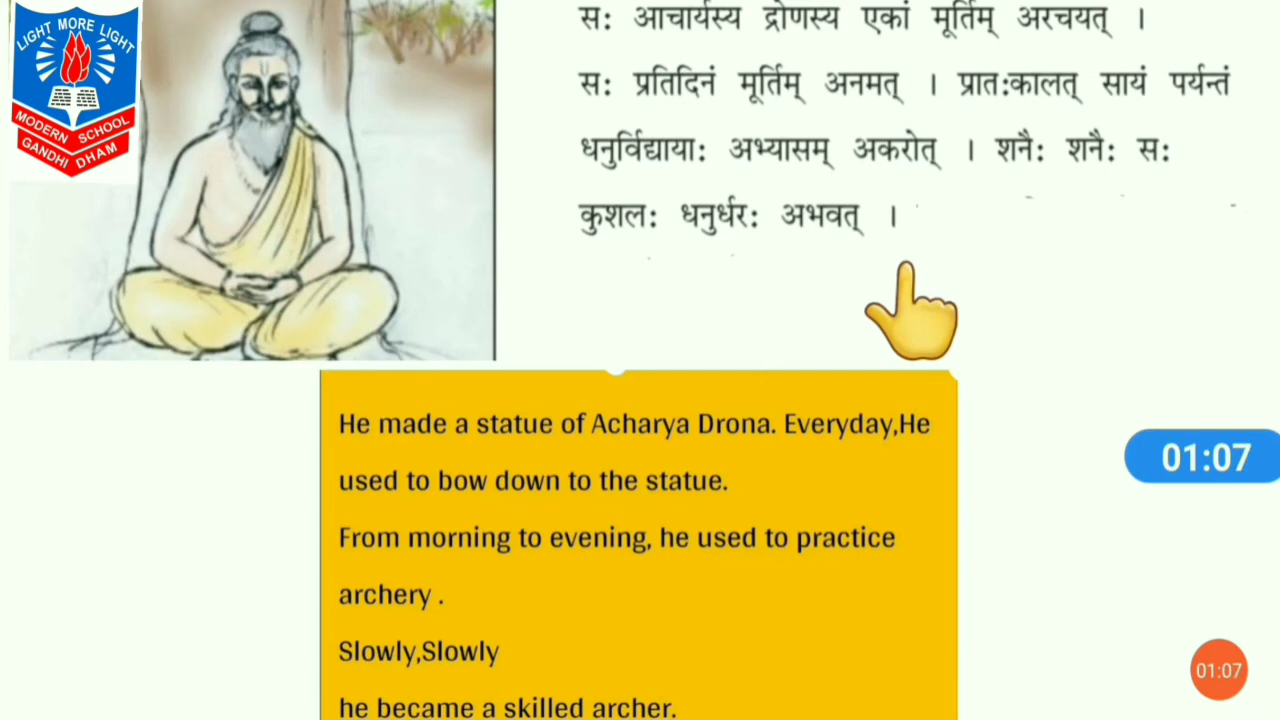 LIGHT MORE LIGHT
MODERN SCHOOL
GANDHI DHAM
स: आचार्यस्य द्रोणस्य एकां मूर्तिम् अरचयत् ।
स: प्रतिदिनं मूर्तिम् अनमत् । प्रात:कालत् सायं पर्यन्तं
धनुर्विद्याया: अभ्यासम् अकरोत् । शनै: शनै: स:
कुशल: धनुर्धर: अभवत् ।
He made a statue of Acharya Drona. Everyday,He
used to bow down to the statue.
From morning to evening, he used to practice
archery .
Slowly,Slowly
he became a skilled archer.
01:07
01:07